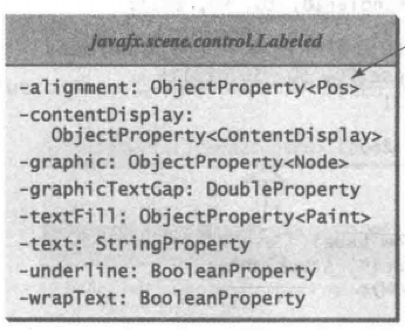 javafx.scene.control.Labeled
-alignment: ObjectProperty<Pos>
-contentDisplay:
ObjectProperty<ContentDisplay>
-graphic: ObjectProperty<Node>
-graphicTextGap: DoubleProperty
-textFill: ObjectProperty<Paint>
-text: StringProperty
-underline: BooleanProperty
-wrapText: BooleanProperty